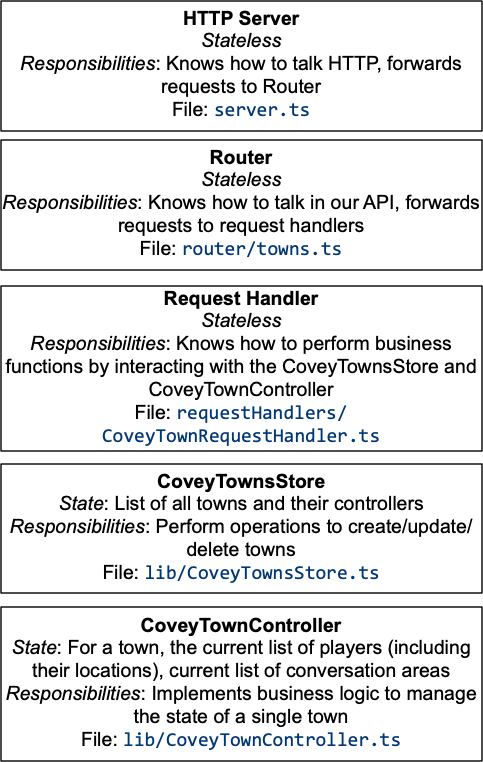 HTTP Server
Stateless
Responsibilities: Knows how to talk HTTP, forwards
requests to Router
File: server.ts
Router
Stateless
Responsibilities: Knows how to talk in our API, forwards
requests to request handlers
File: router/towns.ts
Request Handler
Stateless
Responsibilities: Knows how to perform business
functions by interacting with the CoveyTownsStore and
CoveyTownController
File: requestHandlers/
CoveyTownRequestHandler.ts
CoveyTownsStore
State: List of all towns and their controllers
Responsibilities: Perform operations to create/update/
delete towns
File: lib/CoveyTownsStore.ts
CoveyTownController
State: For a town, the current list of players (including
their locations), current list of conversation areas
Responsibilities: Implements business logic to manage
the state of a single town
File: lib/CoveyTownController.ts